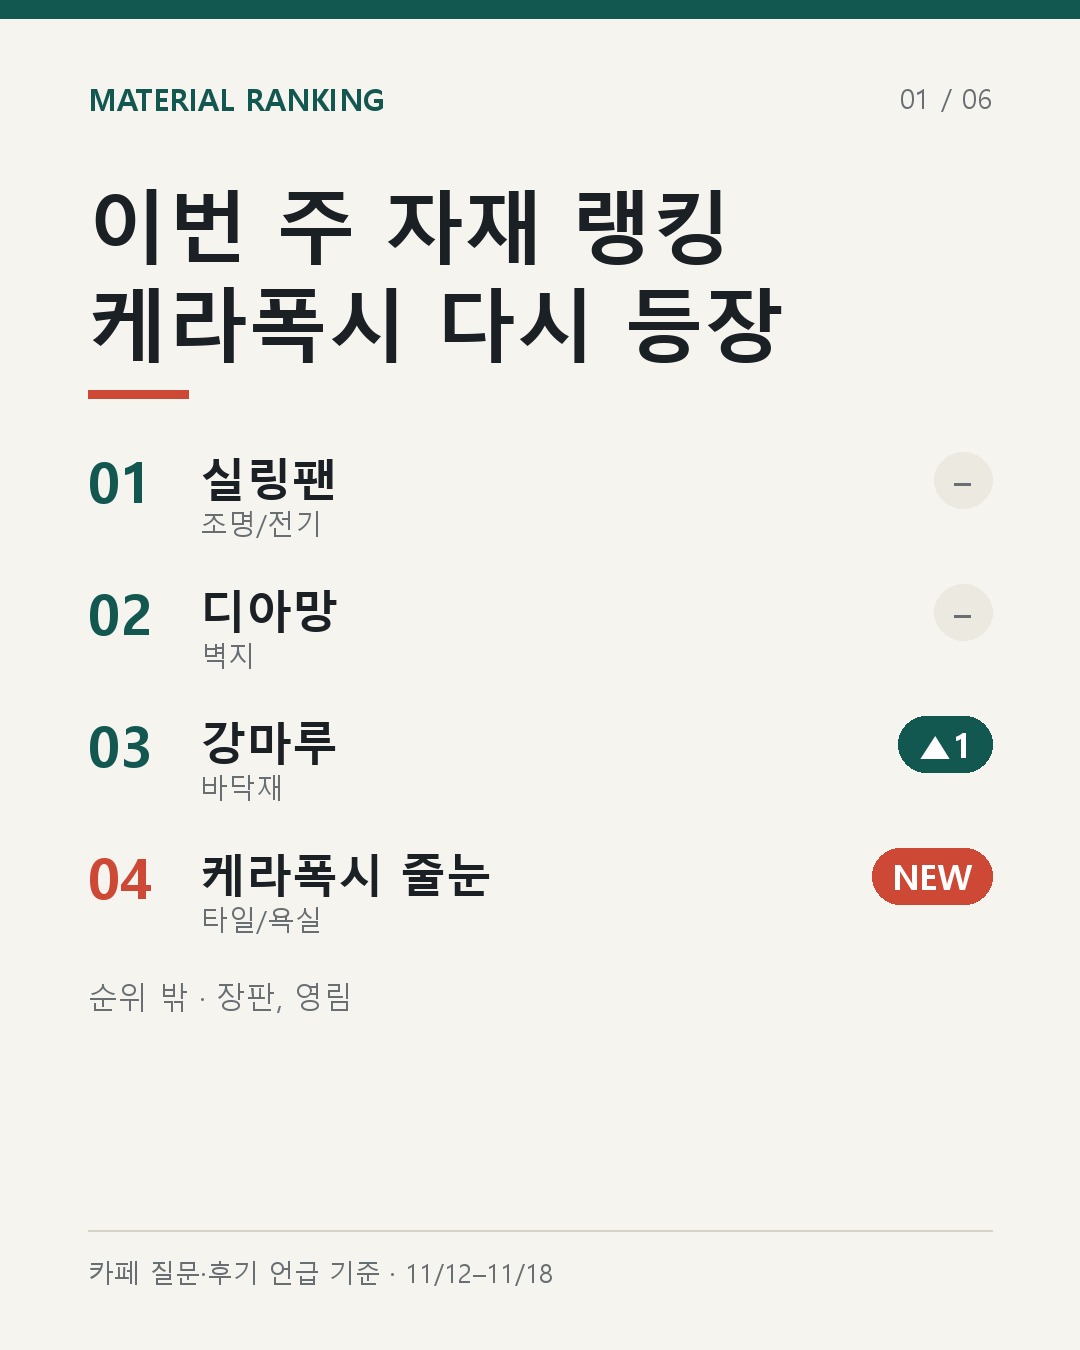 MATERIAL RANKING
01 / 06
이번 주 자재 랭킹
케라폭시 다시 등장
01 실링팬 –
조명/전기
02 디아망 –
벽지
03 강마루 ▲1
바닥재
04 케라폭시 줄눈 NEW
타일/욕실
순위 밖 · 장판, 영림
카페 질문·후기 언급 기준 · 11/12–11/18